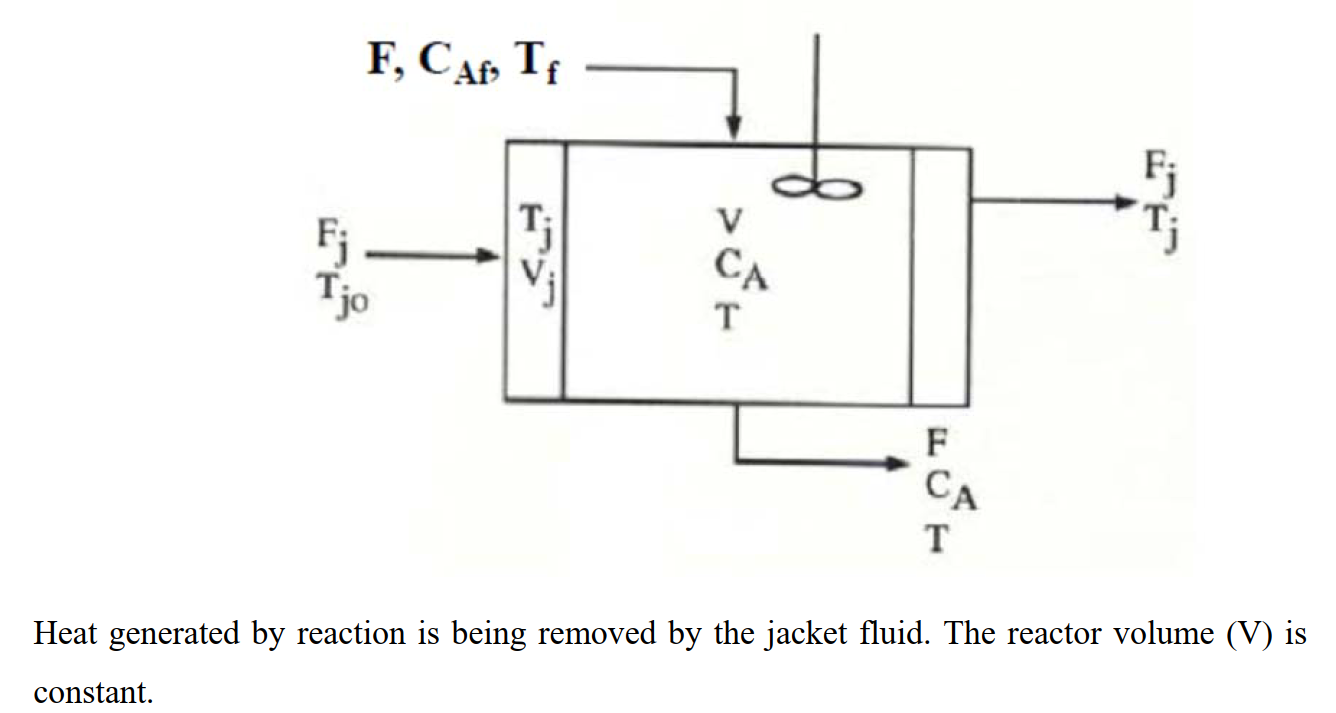 F, C Af, Tf
Fj
Tjo
Tj
Vj
V
CA
T
Fj
Tj
F
CA
T
Heat generated by reaction is being removed by the jacket fluid. The reactor volume (V) is
constant.